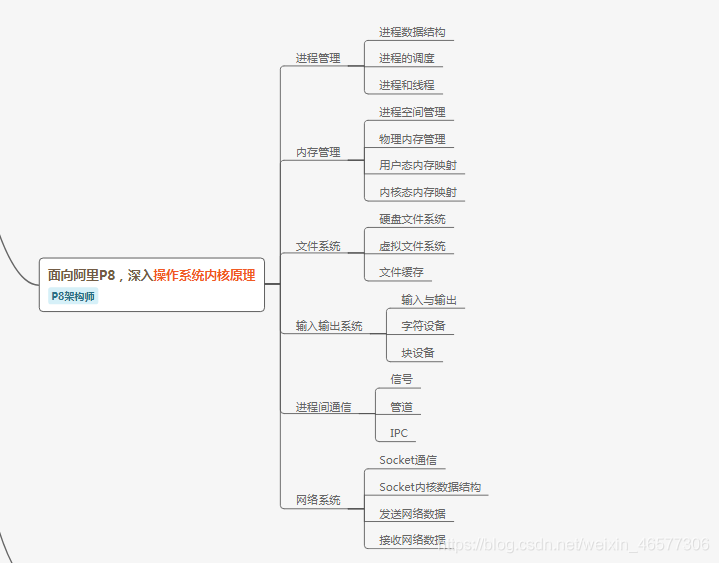 面向阿里P8，深入操作系统内核原理
P8架构师
进程管理
进程数据结构
进程的调度
进程和线程
内存管理
进程空间管理
物理内存管理
用户态内存映射
内核态内存映射
文件系统
硬盘文件系统
虚拟文件系统
文件缓存
输入输出系统
输入与输出
字符设备
块设备
进程间通信
信号
管道
IPC
网络系统
Socket通信
Socket内核数据结构
发送网络数据
接收网络数据
https://blog.csdn.net/weixin_46577306